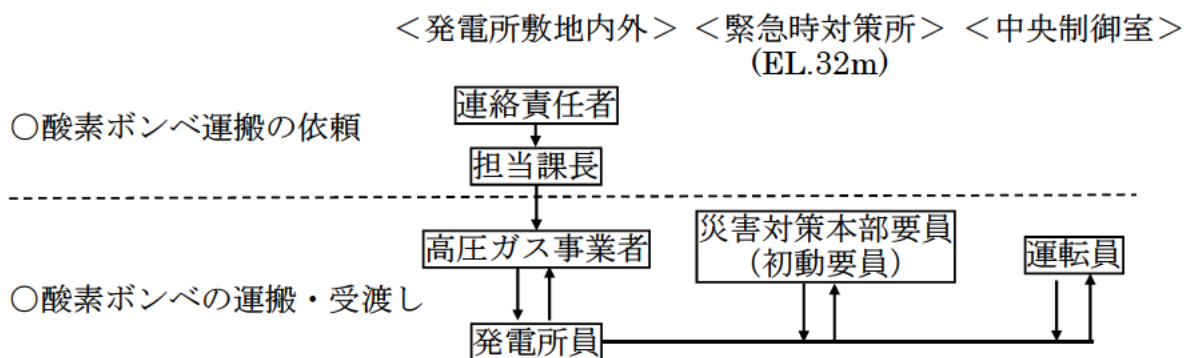 ＜発電所敷地内外＞ ＜緊急時対策所＞ ＜中央制御室＞
(EL.32m)
連絡責任者
○酸素ボンベ運搬の依頼
担当課長
高圧ガス事業者
災害対策本部要員
（初動要員）
運転員
○酸素ボンベの運搬・受渡し
発電所員